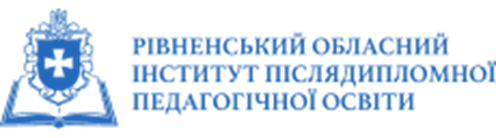 РІВНЕНСЬКИЙ ОБЛАСНИЙ
ІНСТИТУТ ПІСЛЯДИПЛОМНОЇ
ПЕДАГОГІЧНОЇ ОСВІТИ